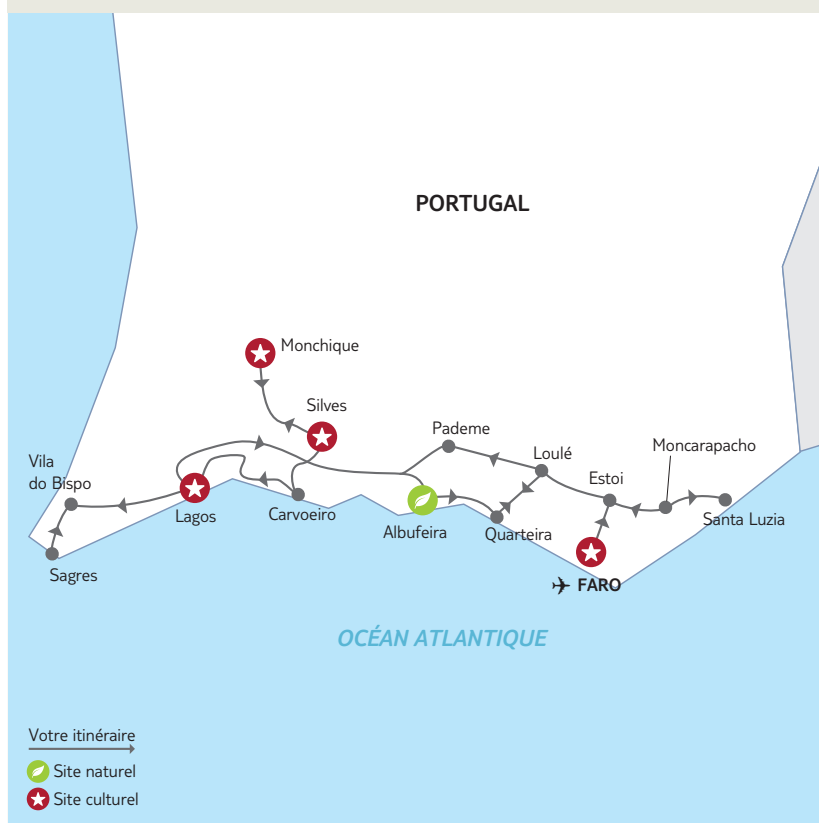 PORTUGAL
Monchique
Silves
Pademe
Loulé
Moncarapacho
Estoi
Vila
do Bispo
Lagos
Carvoeiro
Albufeira
Quarteira
Santa Luzia
Sagres
FARO
OCÉAN ATLANTIQUE
Votre itinéraire
Site naturel
Site culturel